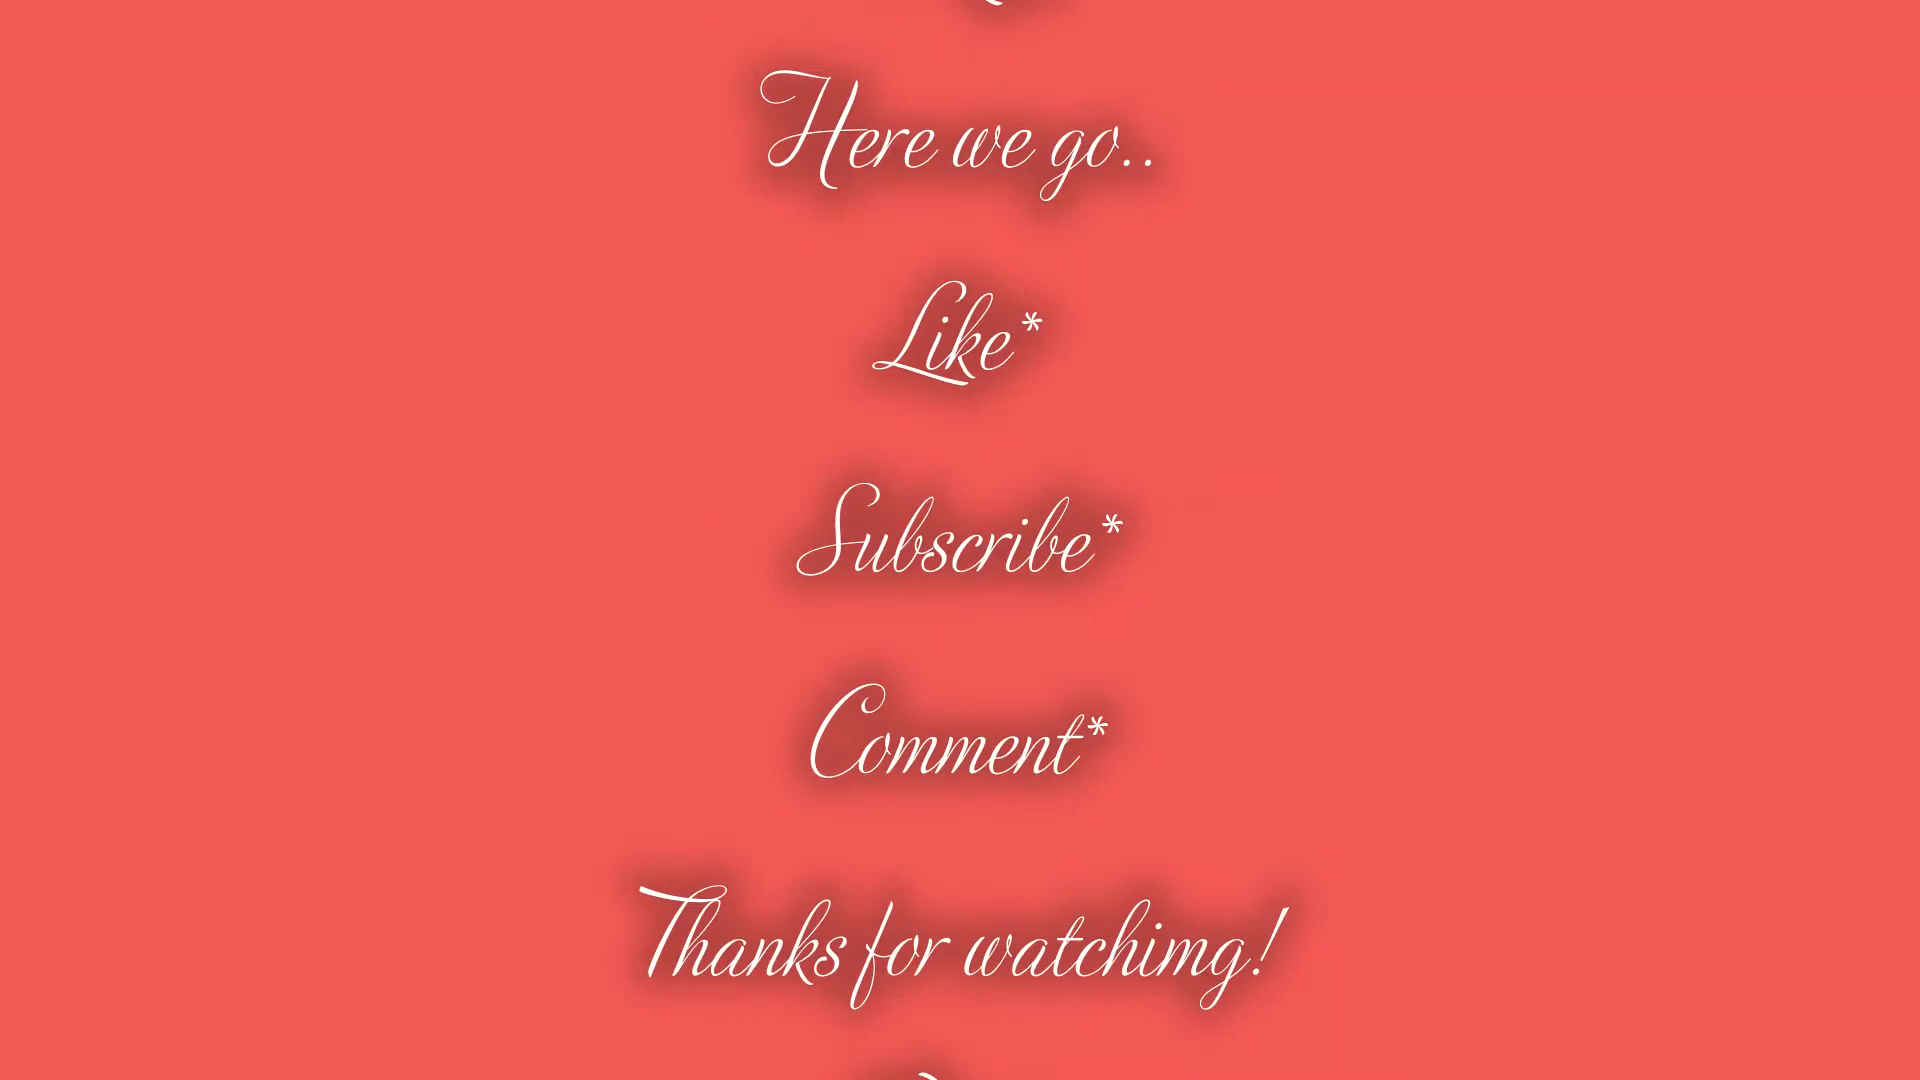 Here we go..
Like*
Subscribe*
Comment*
Thanks for watchimg!